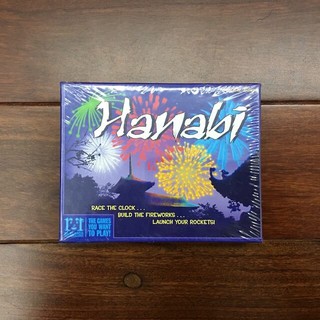 Hanabi
RACE THE CLOCK . . .
BUILD THE FIREWORKS . . .
LAUNCH YOUR ROCKETS!
THE GAMES
YOU WANT
TO PLAY!